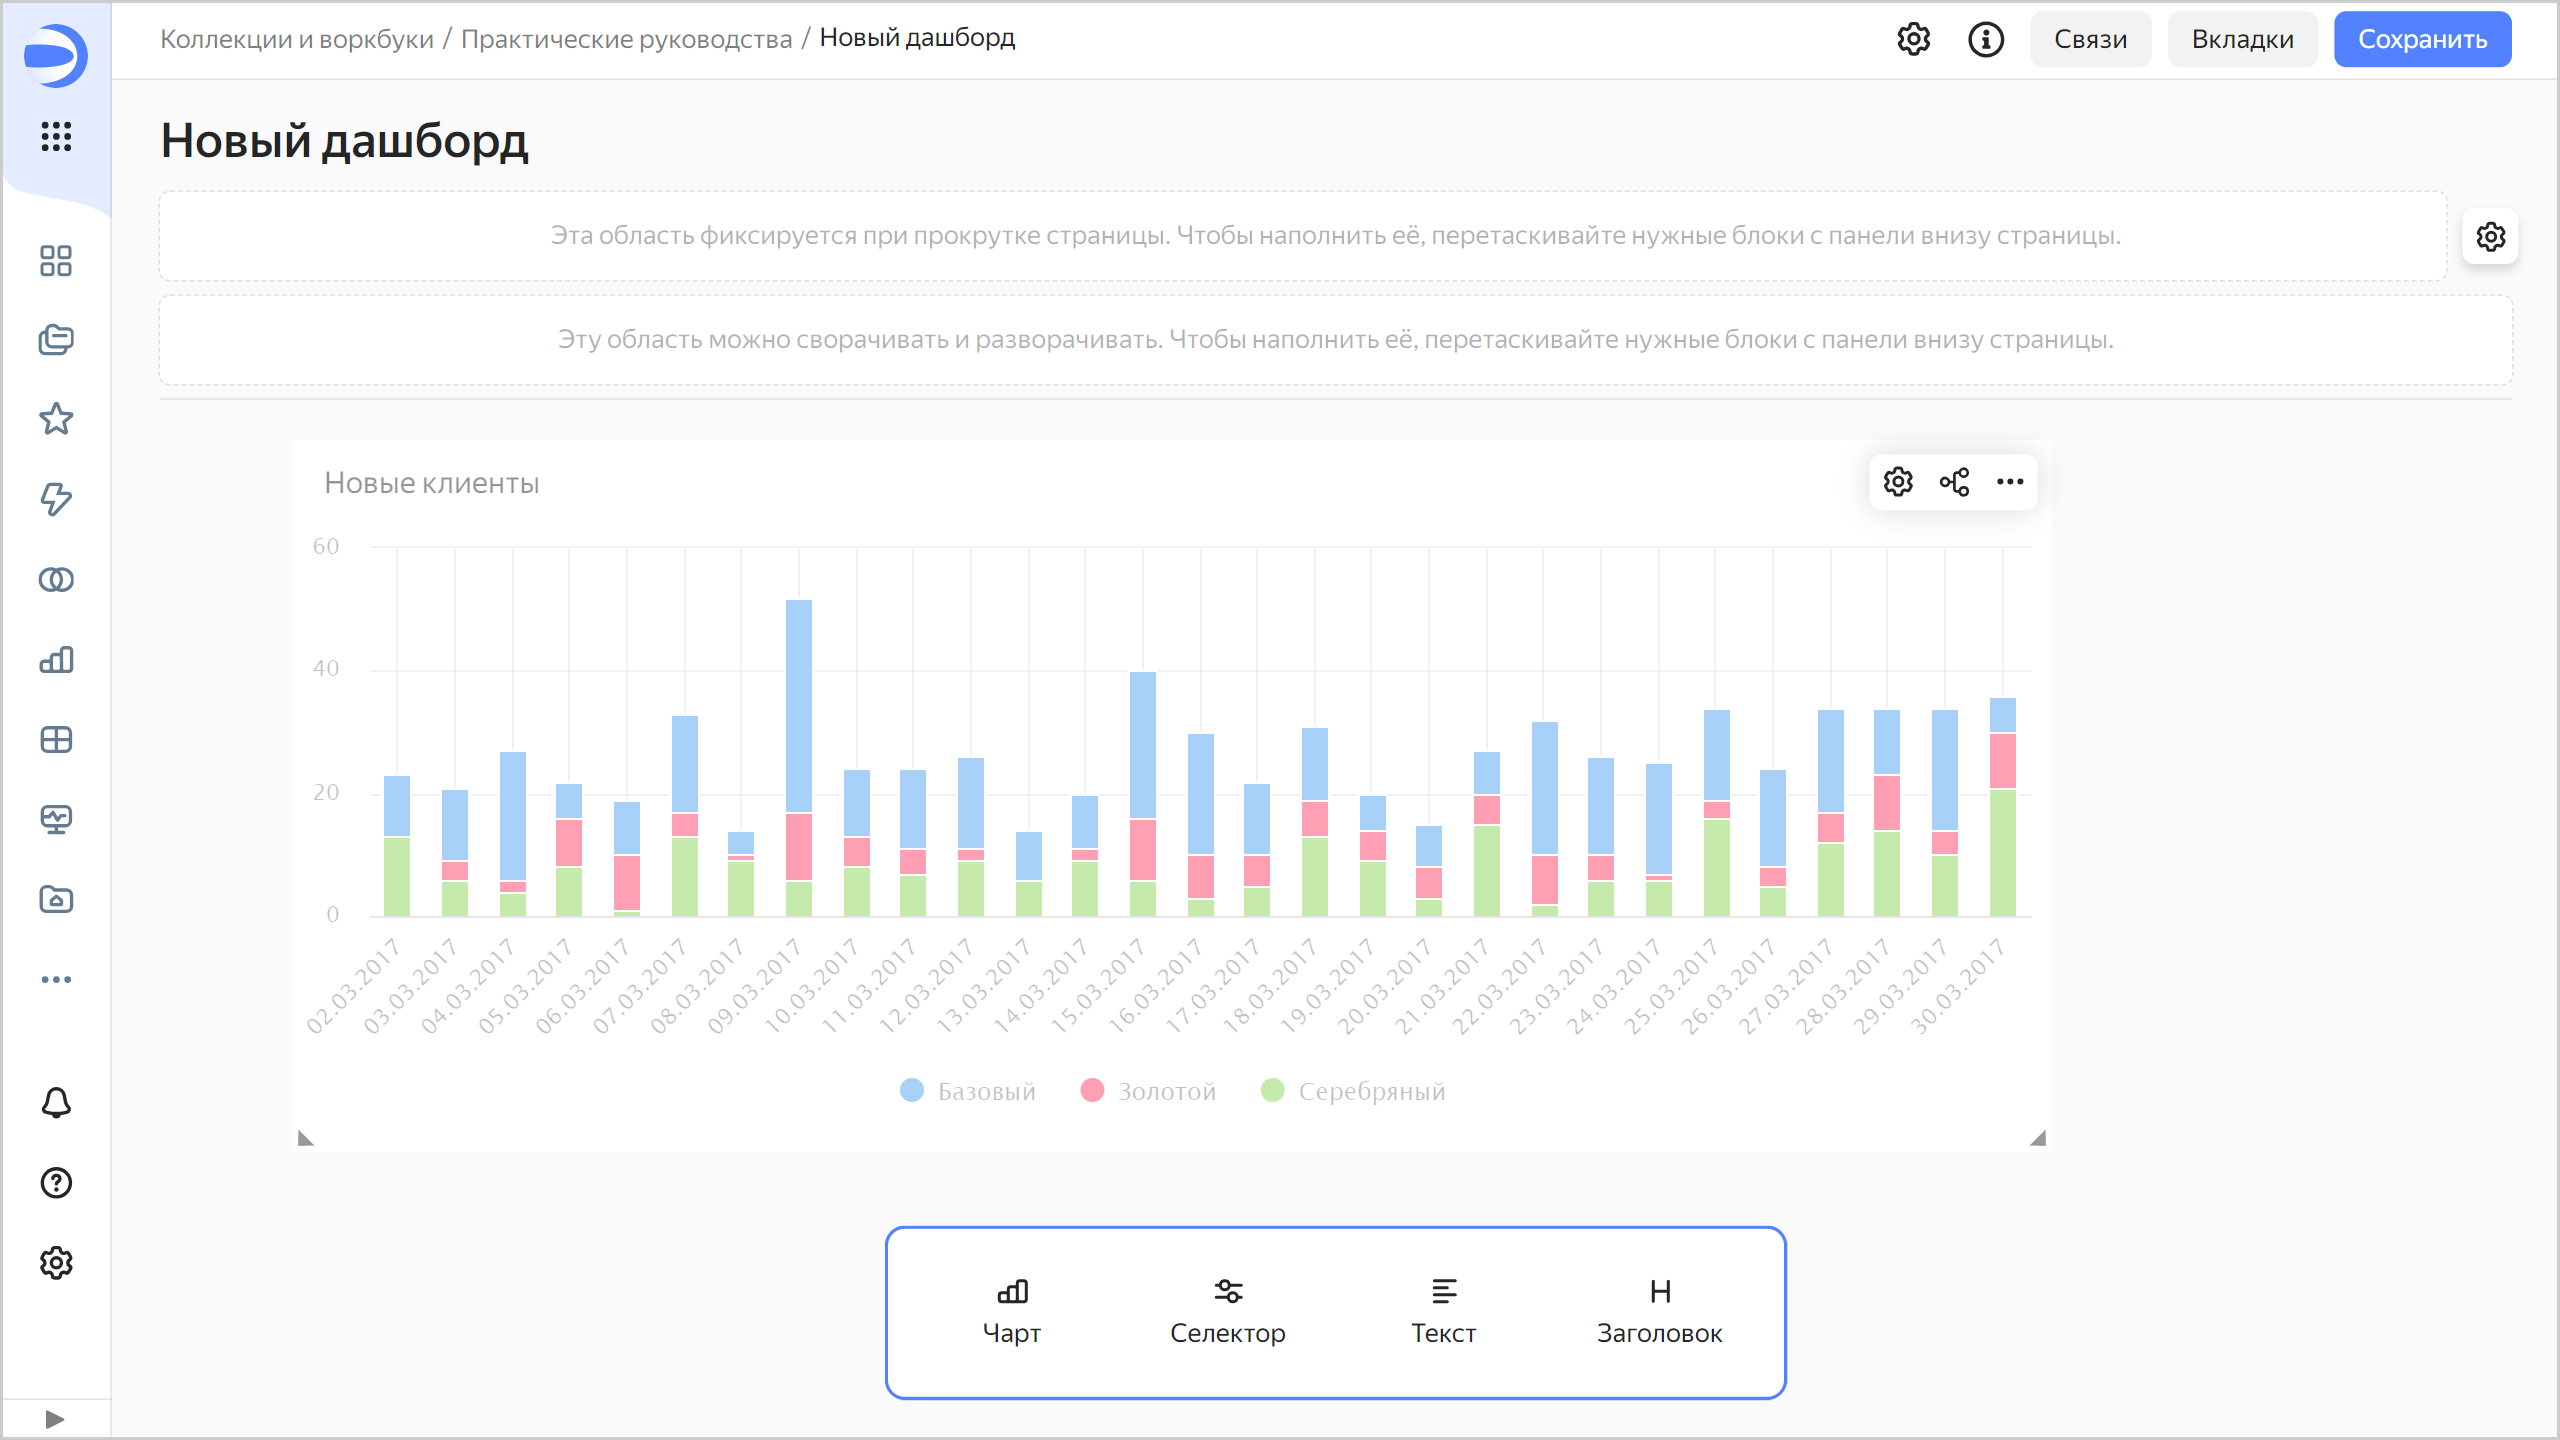 Коллекции и воркбуки / Практические руководства / Новый дашборд
Связи
Вкладки
Сохранить
Новый дашборд
Эта область фиксируется при прокрутке страницы. Чтобы наполнить её, перетаскивайте нужные блоки с панели внизу страницы.
Эту область можно сворачивать и разворачивать. Чтобы наполнить её, перетаскивайте нужные блоки с панели внизу страницы.
Новые клиенты
60
40
20
0
02.03.2017
03.03.2017
04.03.2017
05.03.2017
06.03.2017
07.03.2017
08.03.2017
09.03.2017
10.03.2017
11.03.2017
12.03.2017
13.03.2017
14.03.2017
15.03.2017
16.03.2017
17.03.2017
18.03.2017
19.03.2017
20.03.2017
21.03.2017
22.03.2017
23.03.2017
24.03.2017
25.03.2017
26.03.2017
27.03.2017
28.03.2017
29.03.2017
30.03.2017
Базовый
Золотой
Серебряный
Чарт
Селектор
Текст
Заголовок